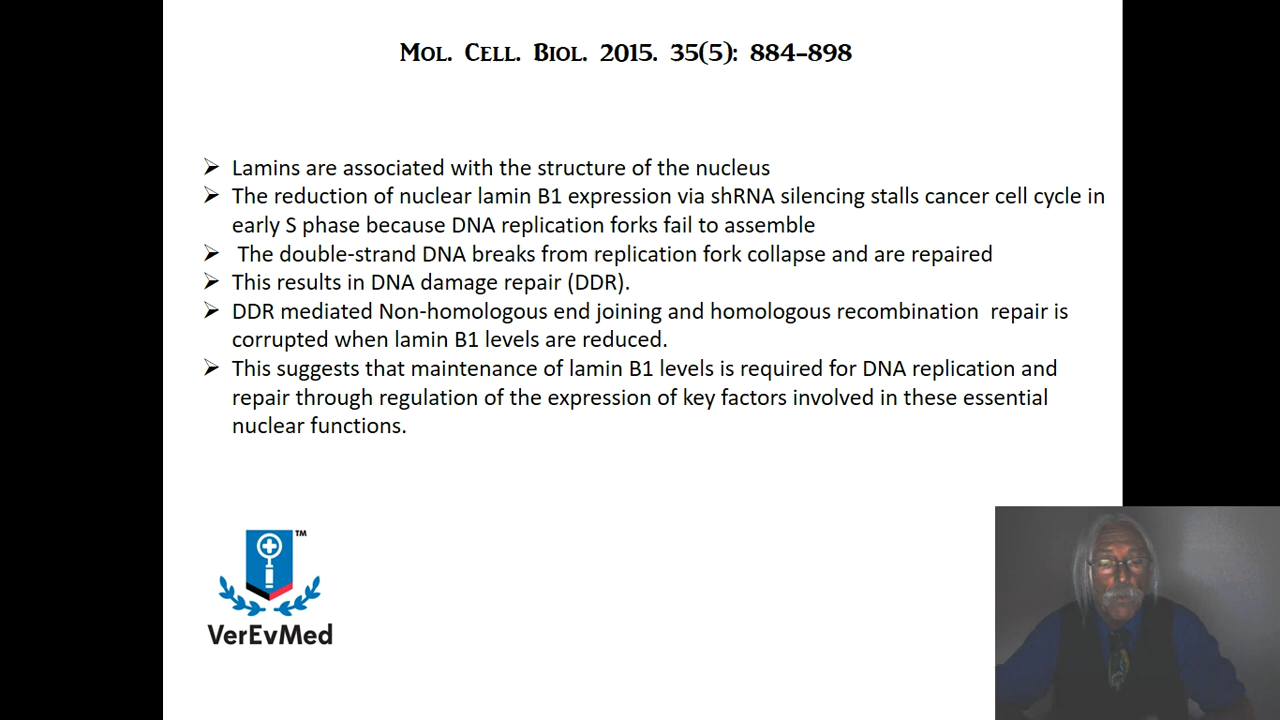 Mol. Cell. Biol. 2015. 35(5): 884–898
➢ Lamins are associated with the structure of the nucleus
➢ The reduction of nuclear lamin B1 expression via shRNA silencing stalls cancer cell cycle in
early S phase because DNA replication forks fail to assemble
➢ The double-strand DNA breaks from replication fork collapse and are repaired
➢ This results in DNA damage repair (DDR).
➢ DDR mediated Non-homologous end joining and homologous recombination repair is
corrupted when lamin B1 levels are reduced.
➢ This suggests that maintenance of lamin B1 levels is required for DNA replication and
repair through regulation of the expression of key factors involved in these essential
nuclear functions.
TM
VerEvMed